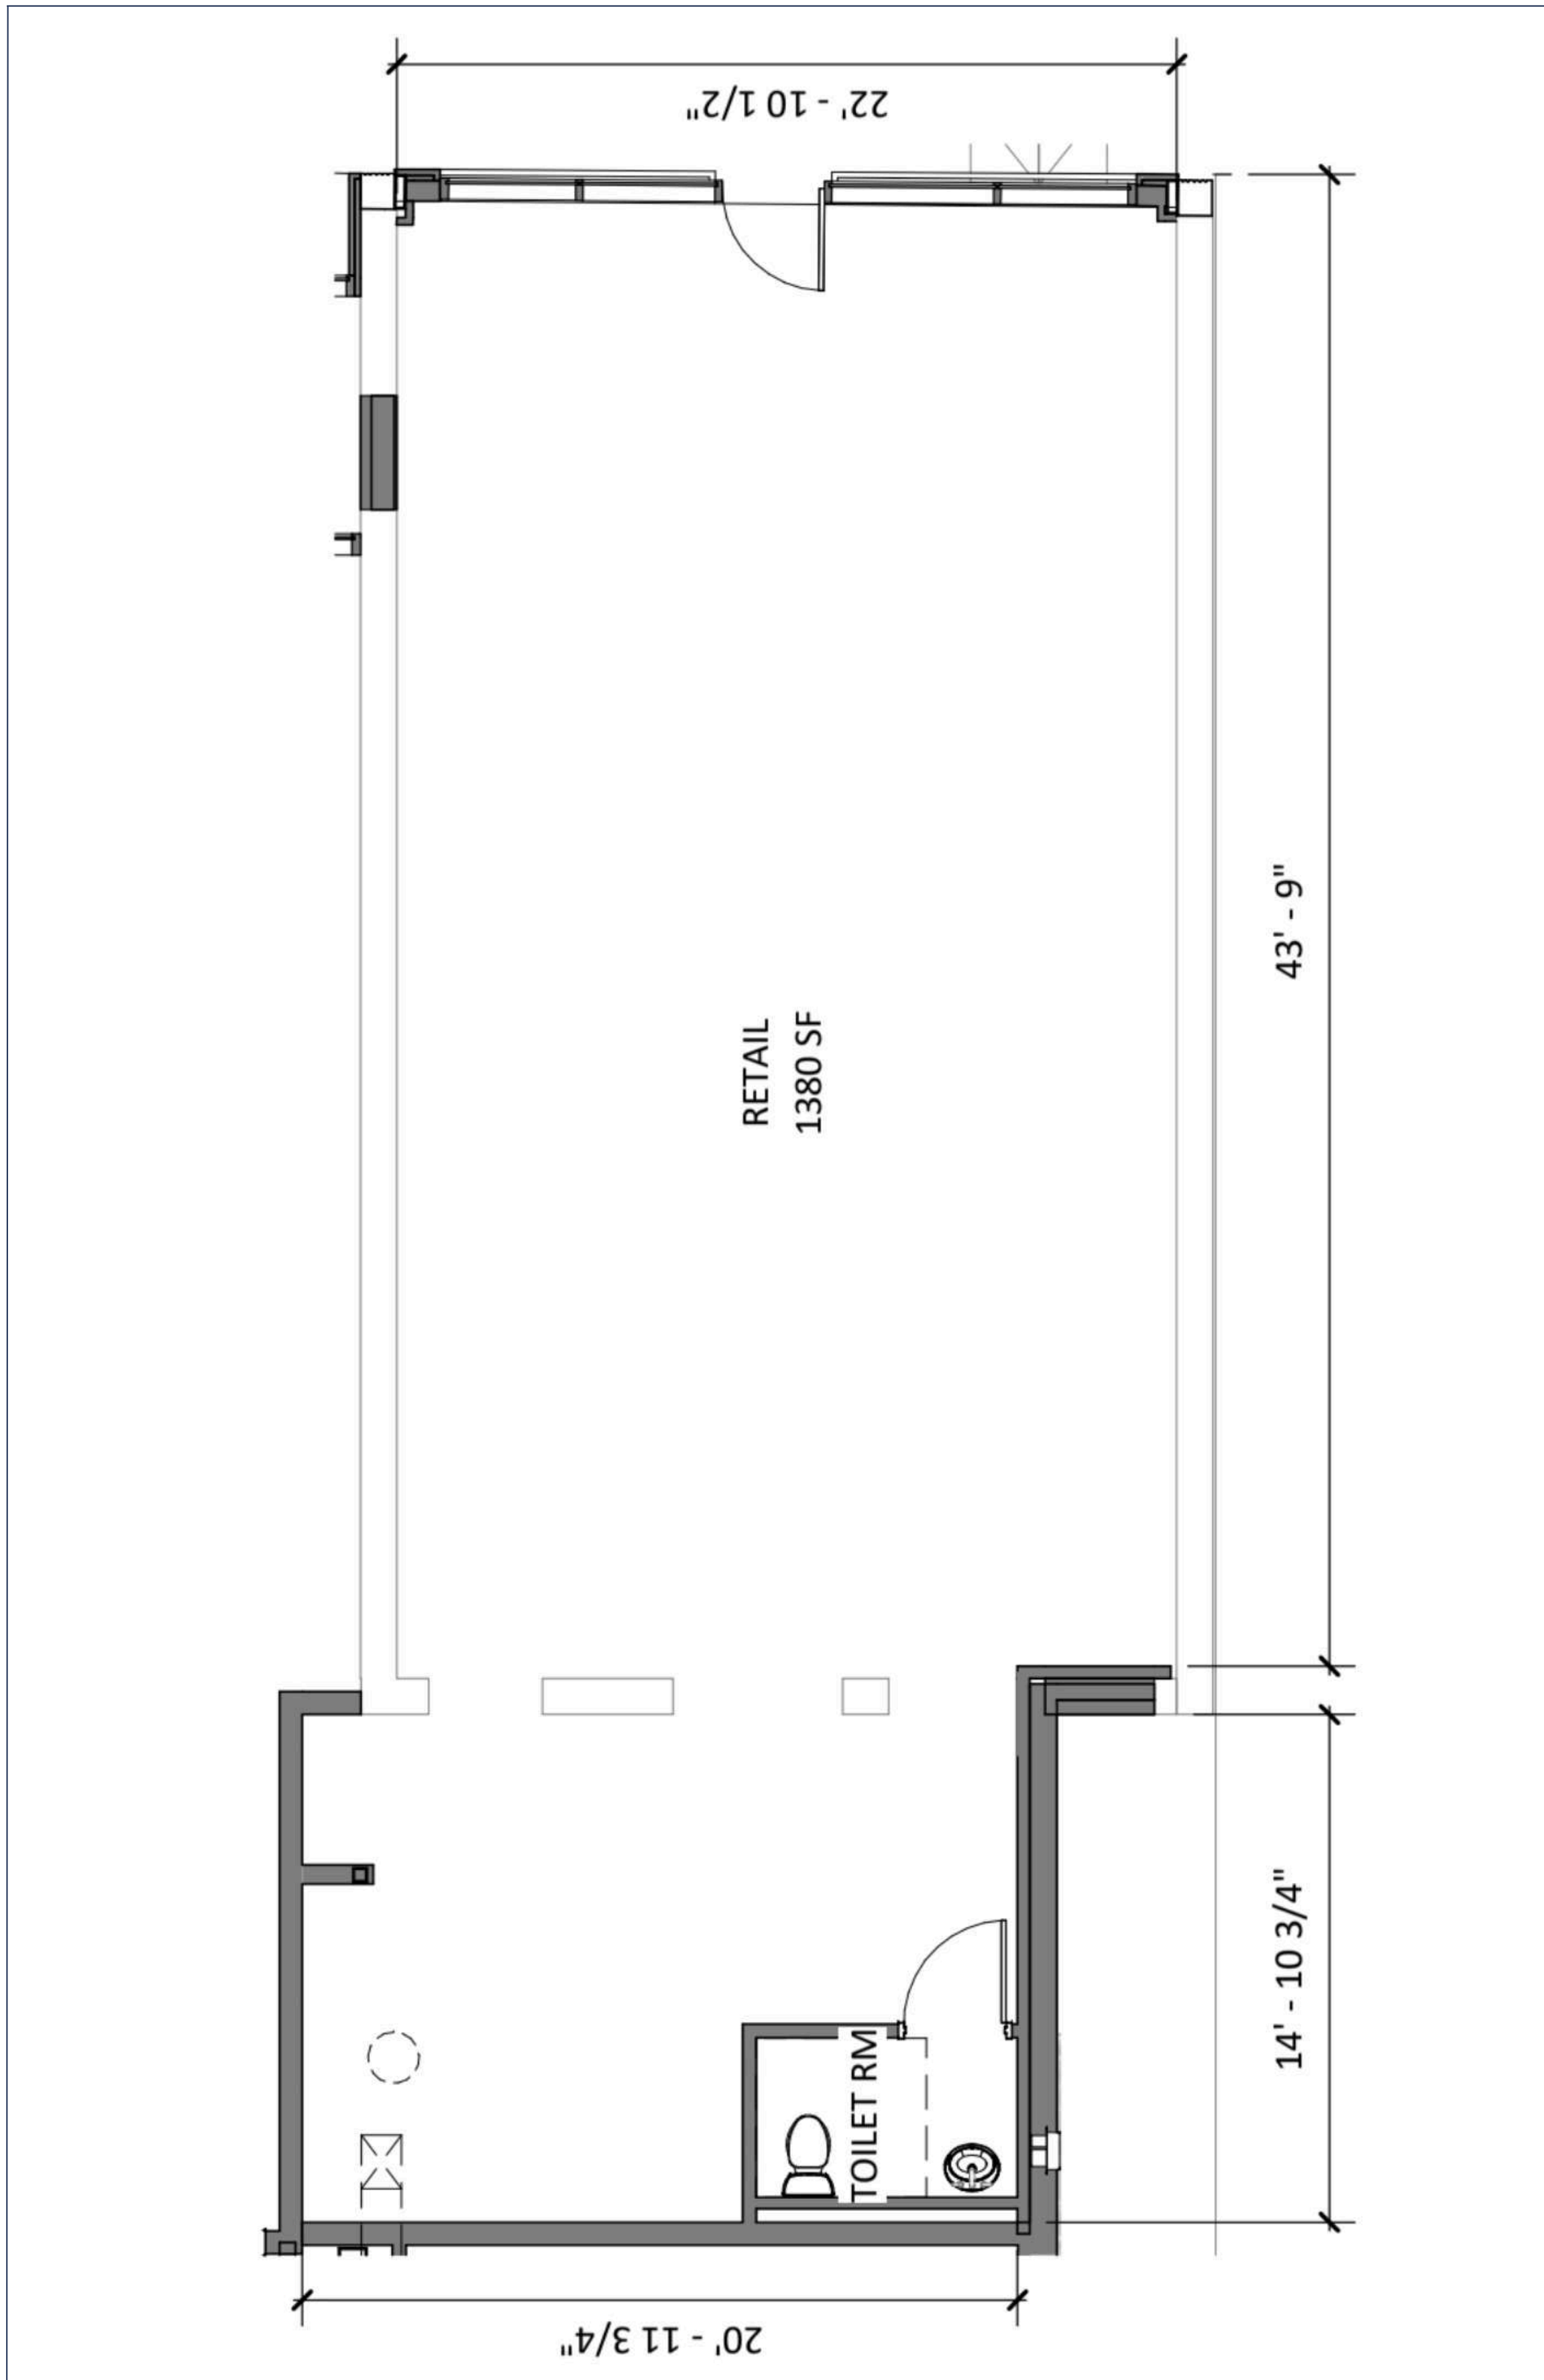 22' - 10 1/2"
43' - 9"
RETAIL
1380 SF
14' - 10 3/4"
TOILET RM
20' - 11 3/4"